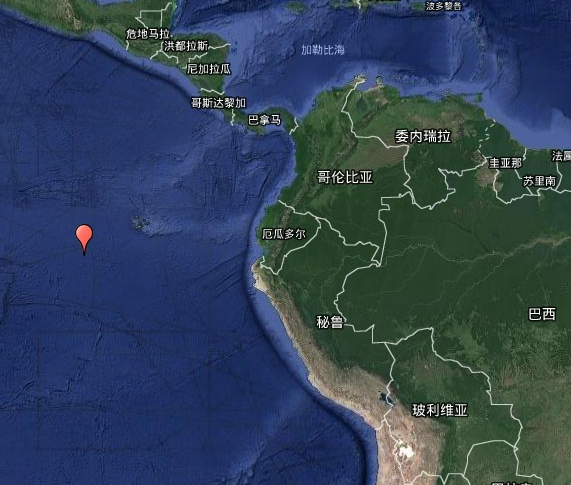 波多黎各
危地马拉
洪都拉斯
加勒比海
尼加拉瓜
哥斯达黎加
巴拿马
委内瑞拉
法属
圭亚那
哥伦比亚
苏里南
厄瓜多尔
巴西
秘鲁
玻利维亚